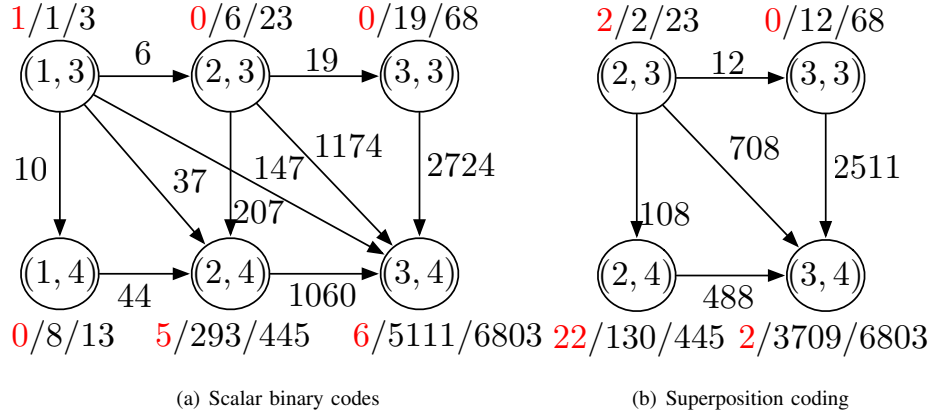 1/1/3 0/6/23 0/19/68 2/2/23 0/12/68
(1, 3) 6 (2, 3) 19 (3, 3) (2, 3) 12 (3, 3)
10 37 207 147 1174 2724 108 708 2511
(1, 4) 44 (2, 4) 1060 (3, 4) (2, 4) 488 (3, 4)
0/8/13 5/293/445 6/5111/6803 22/130/445 2/3709/6803
(a) Scalar binary codes (b) Superposition coding